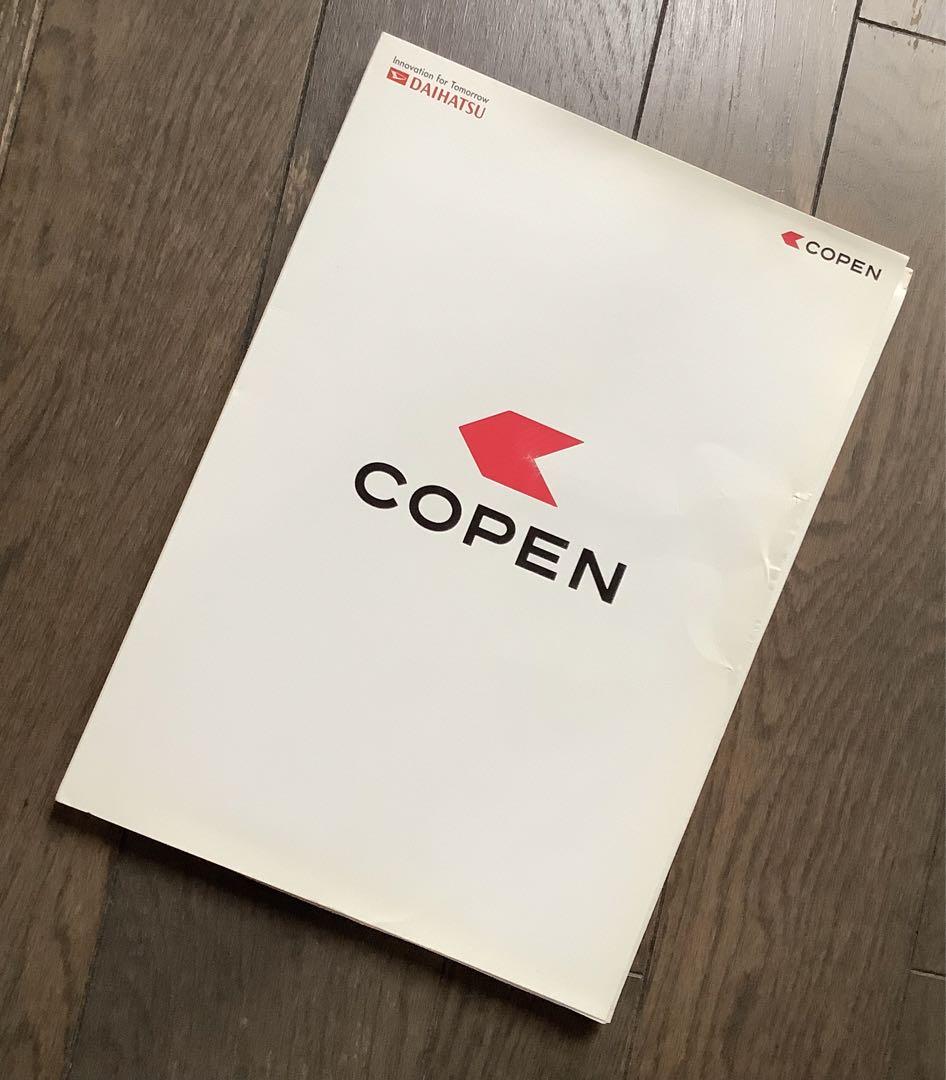 Innovation for Tomorrow
DAIHATSU
COPEN
COPEN